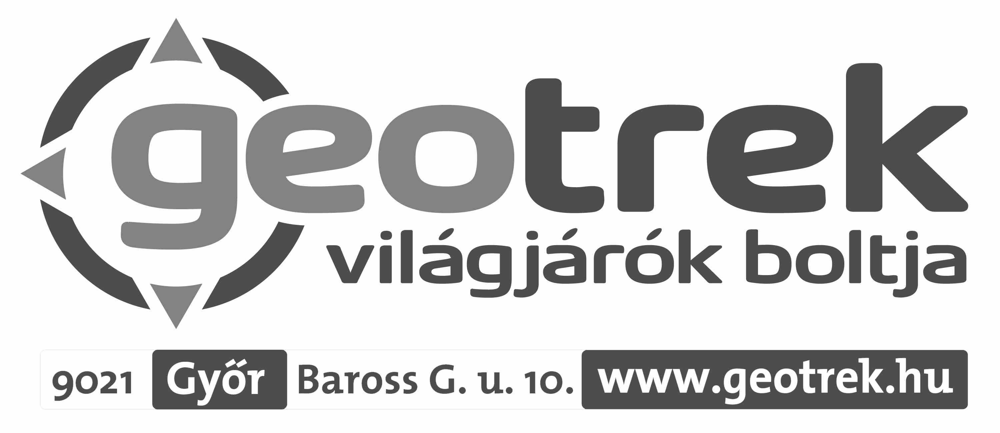 geotrek
világjárók boltja
9021 Győr Baross G. u. 10. www.geotrek.hu